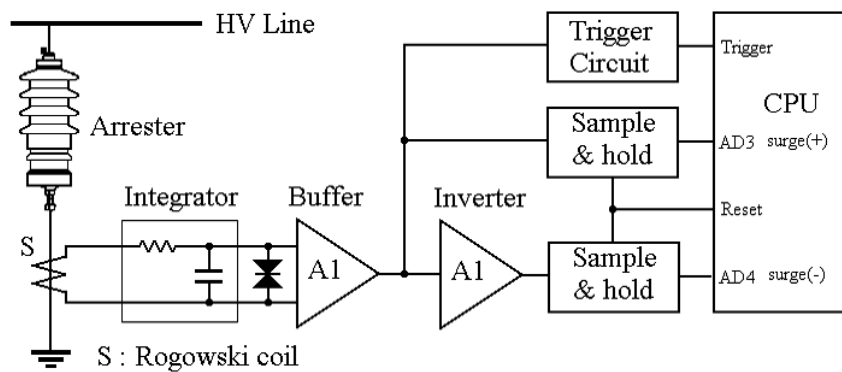 HV Line
Trigger
Circuit
Trigger
CPU
Arrester
Sample
& hold
AD3 surge(+)
Integrator
Buffer
Inverter
Reset
S
A1
A1
Sample
& hold
AD4 surge(-)
S : Rogowski coil